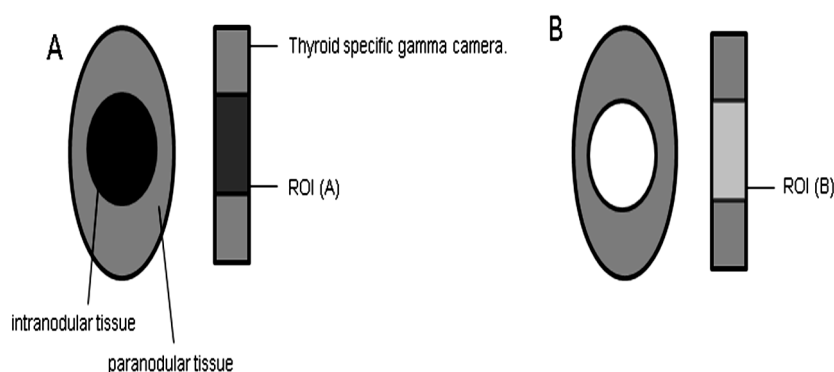 A
Thyroid specific gamma camera.
ROI (A)
intranodular tissue
paranodular tissue
B
ROI (B)